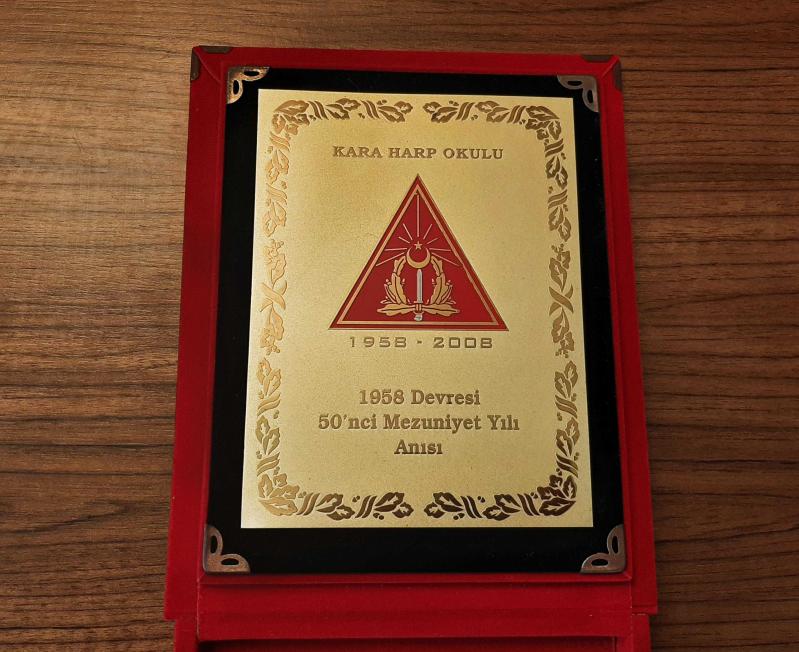 KARA HARP OKULU
1958 - 2008
1958 Devresi
50'nci Mezuniyet Yılı
Anısı